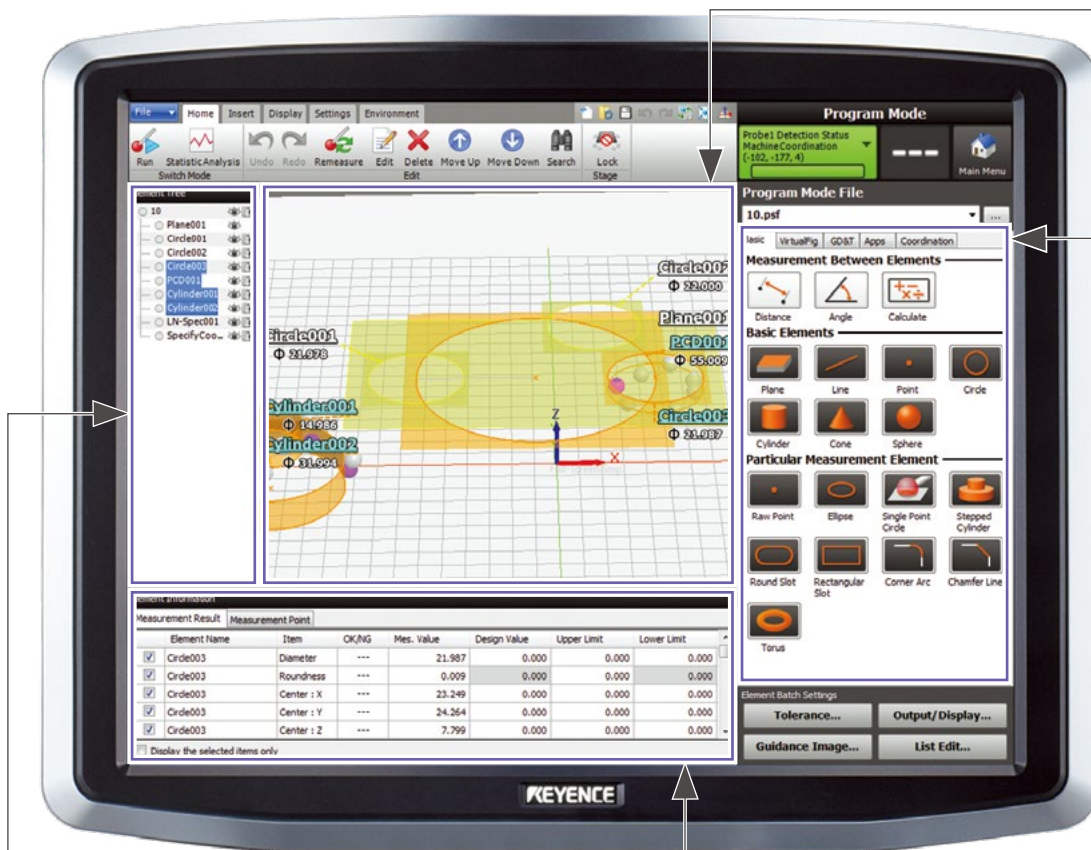 File Home Insert Display Settings Environment
Program Mode
Run StatisticAnalysis Undo Redo Remeasure Edit Delete Move Up Move Down Search Lock
Switch Mode Edit Stage
Probe1 Detection Status
MachineCoordination
(-102, -177, 4)
---
Main Menu
Element Tree
10
Plane001
Circle001
Circle002
Circle003
PCD001
Cylinder001
Cylinder002
LN-Spec001
SpecifyCoo...
Circle001
Φ 21.978
Cylinder001
Φ 14.986
Cylinder002
Φ 31.994
Circle002
Φ 22.000
Plane001
PCD001
Φ 55.009
Circle003
Φ 21.987
Z
X
Program Mode File
10.psf ...
Basic VirtualFig GD&T Apps Coordination
Measurement Between Elements
Distance Angle Calculate
Basic Elements
Plane Line Point Circle
Cylinder Cone Sphere
Particular Measurement Element
Raw Point Ellipse Single Point Circle Stepped Cylinder
Round Slot Rectangular Slot Corner Arc Chamfer Line
Torus
Element Information
Measurement Result Measurement Point
Element Name Item OK/NG Mes. Value Design Value Upper Limit Lower Limit
Circle003 Diameter --- 21.987 0.000 0.000 0.000
Circle003 Roundness --- 0.009 0.000 0.000 0.000
Circle003 Center : X --- 23.249 0.000 0.000 0.000
Circle003 Center : Y --- 24.264 0.000 0.000 0.000
Circle003 Center : Z --- 7.799 0.000 0.000 0.000
Display the selected items only
Element Batch Settings
Tolerance... Output/Display...
Guidance Image... List Edit...
KEYENCE